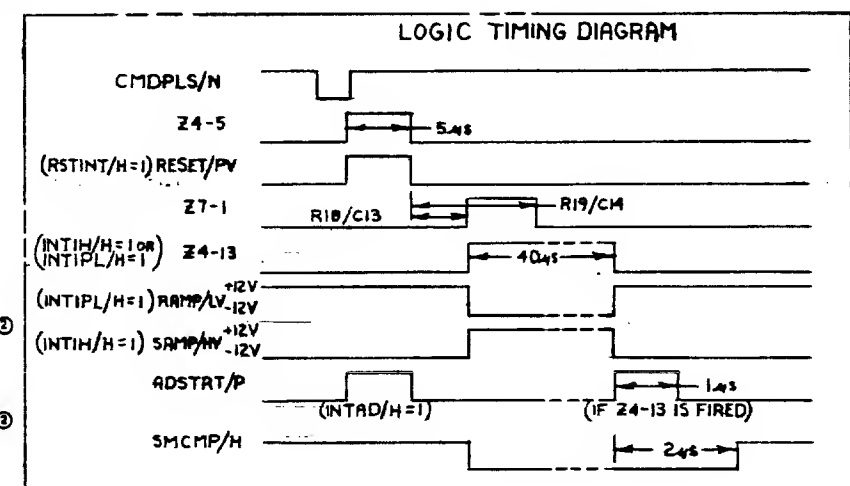 LOGIC TIMING DIAGRAM
CMDPLS/N
Z4-5
5µs
(RSTINT/H=1) RESET/PV
Z7-1
R18/C13
R19/C14
(INTIH/H=1 OR
INTIPL/H=1) Z4-13
40µs
(INTIPL/H=1) RAMP/LV +12V
-12V
(INTIH/H=1) SAMP/HV +12V
-12V
②
ADSTRT/P
1µs
(INTAD/H=1)
(IF Z4-13 IS FIRED)
SMCMP/H
2µs